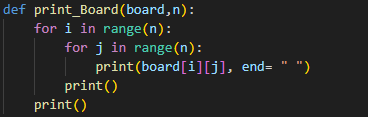 def print_Board(board,n):
    for i in range(n):
        for j in range(n):
            print(board[i][j], end= " ")
        print()
    print()